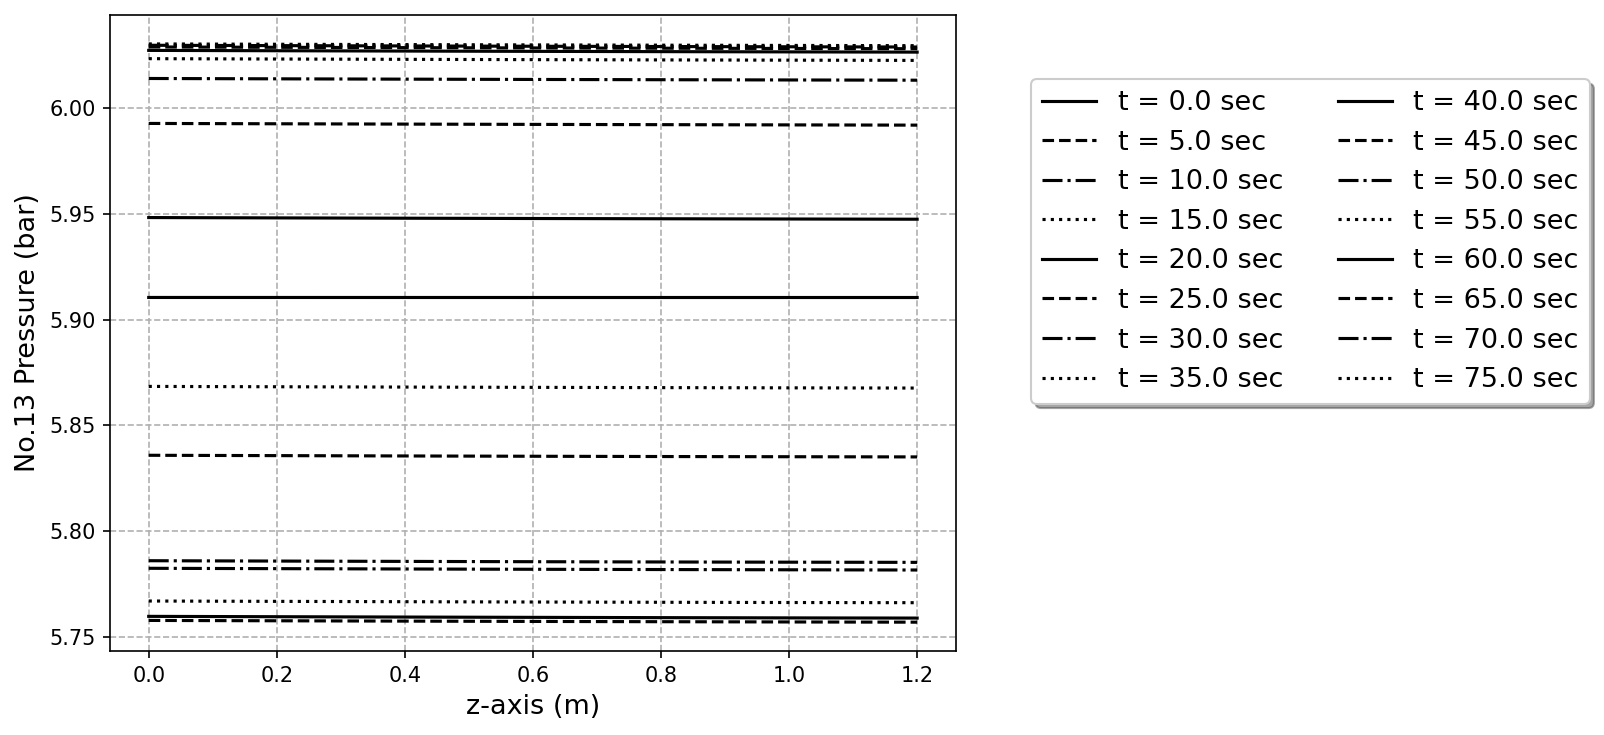 No.13 Pressure (bar)
6.00
5.95
5.90
5.85
5.80
5.75
0.0 0.2 0.4 0.6 0.8 1.0 1.2
z-axis (m)
t = 0.0 sec
t = 5.0 sec
t = 10.0 sec
t = 15.0 sec
t = 20.0 sec
t = 25.0 sec
t = 30.0 sec
t = 35.0 sec
t = 40.0 sec
t = 45.0 sec
t = 50.0 sec
t = 55.0 sec
t = 60.0 sec
t = 65.0 sec
t = 70.0 sec
t = 75.0 sec